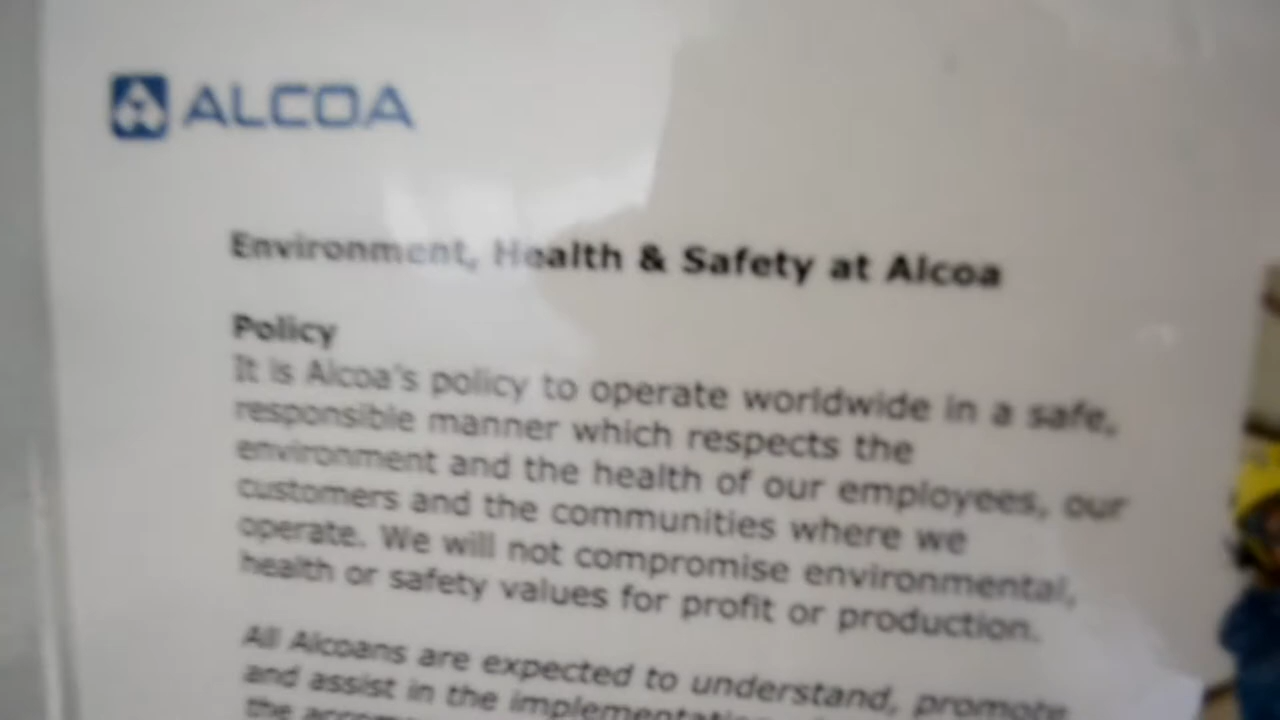 ALCOA
Environment, Health & Safety at Alcoa
Policy
It is Alcoa's policy to operate worldwide in a safe,
responsible manner which respects the
environment and the health of our employees, our
customers and the communities where we
operate. We will not compromise environmental,
health or safety values for profit or production.
All Alcoans are expected to understand, promote
and assist in the
the